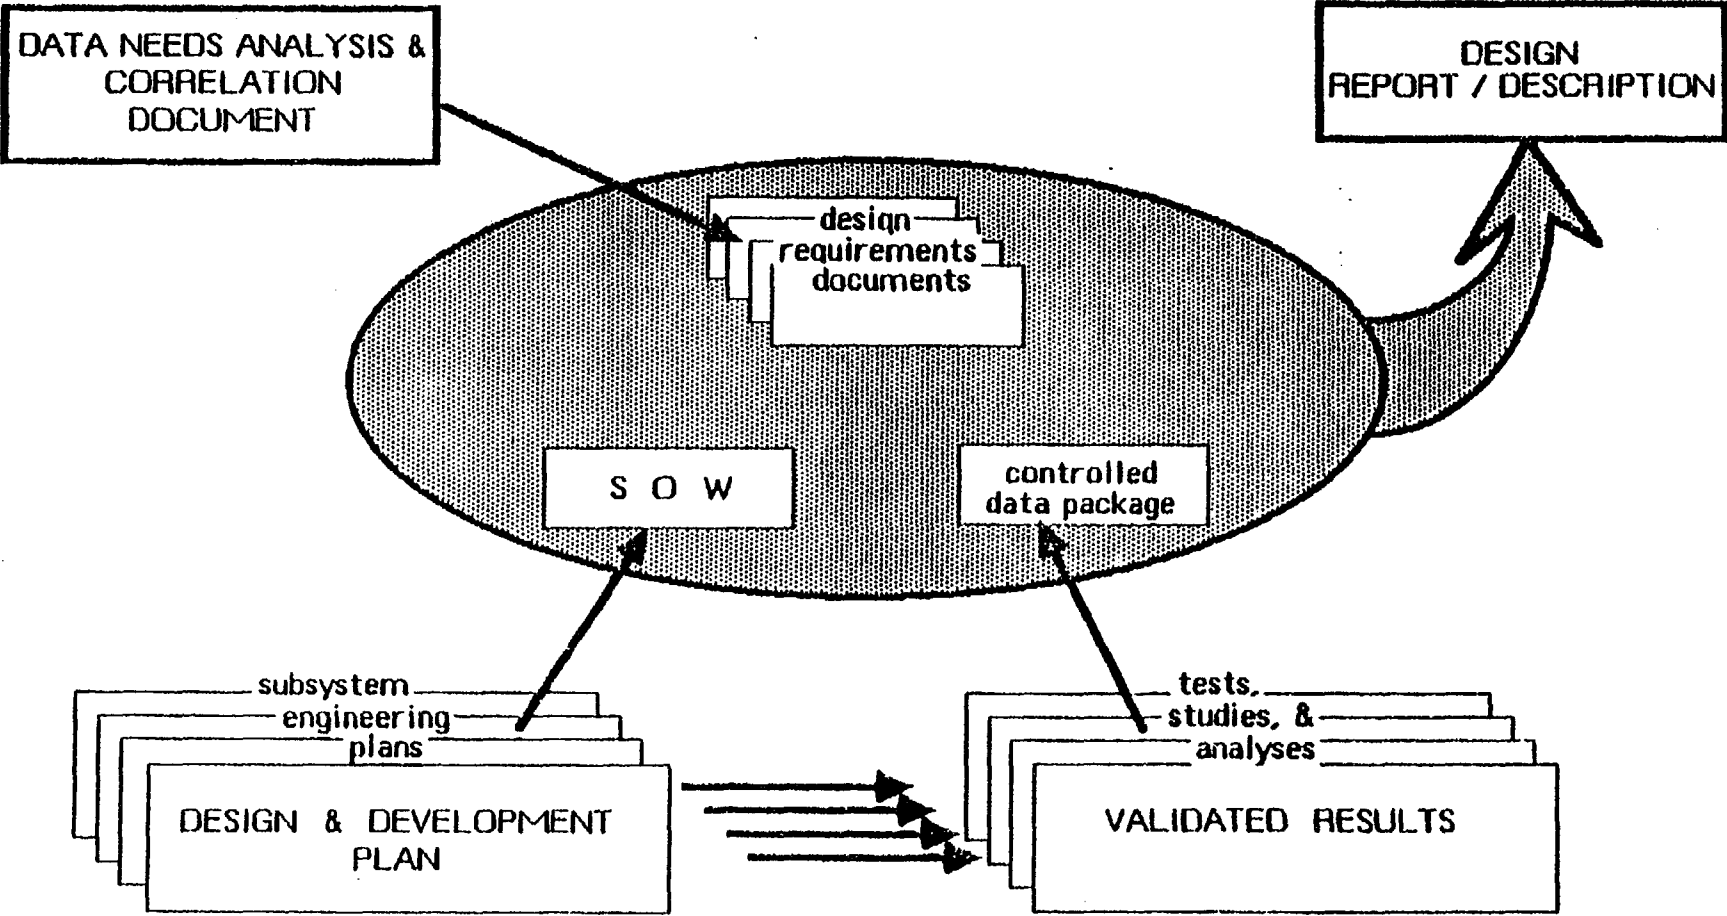 DATA NEEDS ANALYSIS &
CORRELATION
DOCUMENT
DESIGN
REPORT / DESCRIPTION
design
requirements
documents
S O W
controlled
data package
subsystem
engineering
plans
DESIGN & DEVELOPMENT
PLAN
tests,
studies, &
analyses
VALIDATED RESULTS